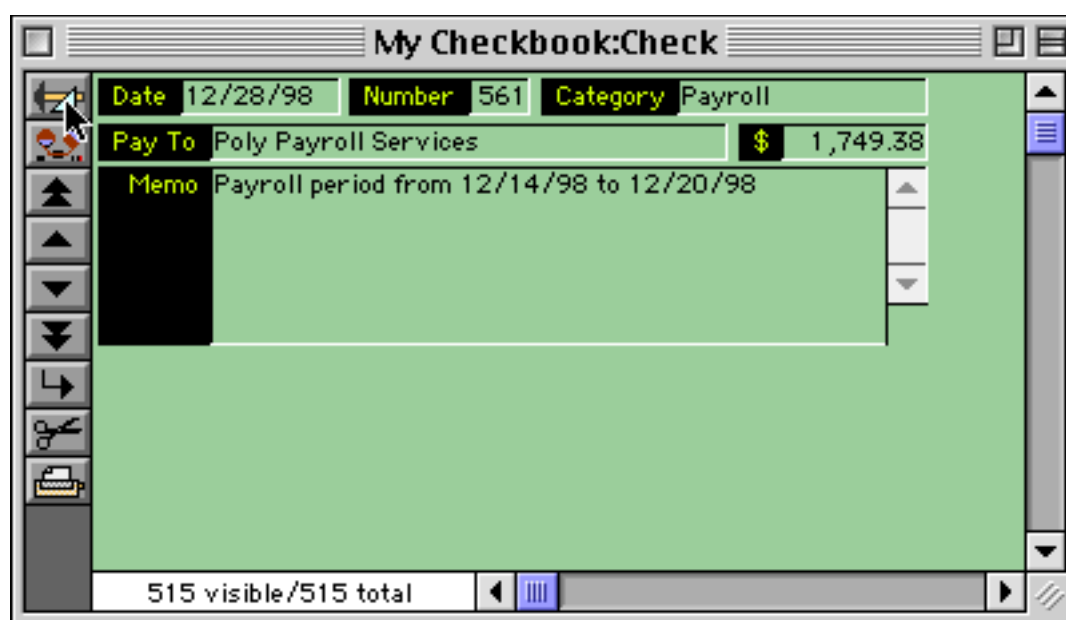 My Checkbook:Check
Date 12/28/98 Number 561 Category Payroll
Pay To Poly Payroll Services $ 1,749.38
Memo Payroll period from 12/14/98 to 12/20/98
515 visible/515 total